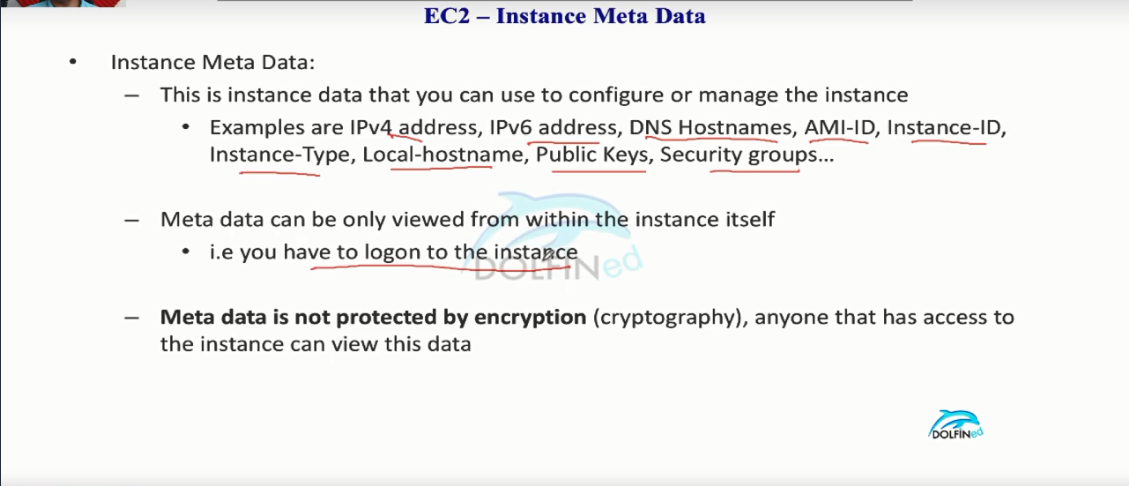 EC2 – Instance Meta Data
• Instance Meta Data:
– This is instance data that you can use to configure or manage the instance
• Examples are IPv4 address, IPv6 address, DNS Hostnames, AMI-ID, Instance-ID,
Instance-Type, Local-hostname, Public Keys, Security groups...
– Meta data can be only viewed from within the instance itself
• i.e you have to logon to the instance
DOLFINed
– Meta data is not protected by encryption (cryptography), anyone that has access to
the instance can view this data
DOLFINed